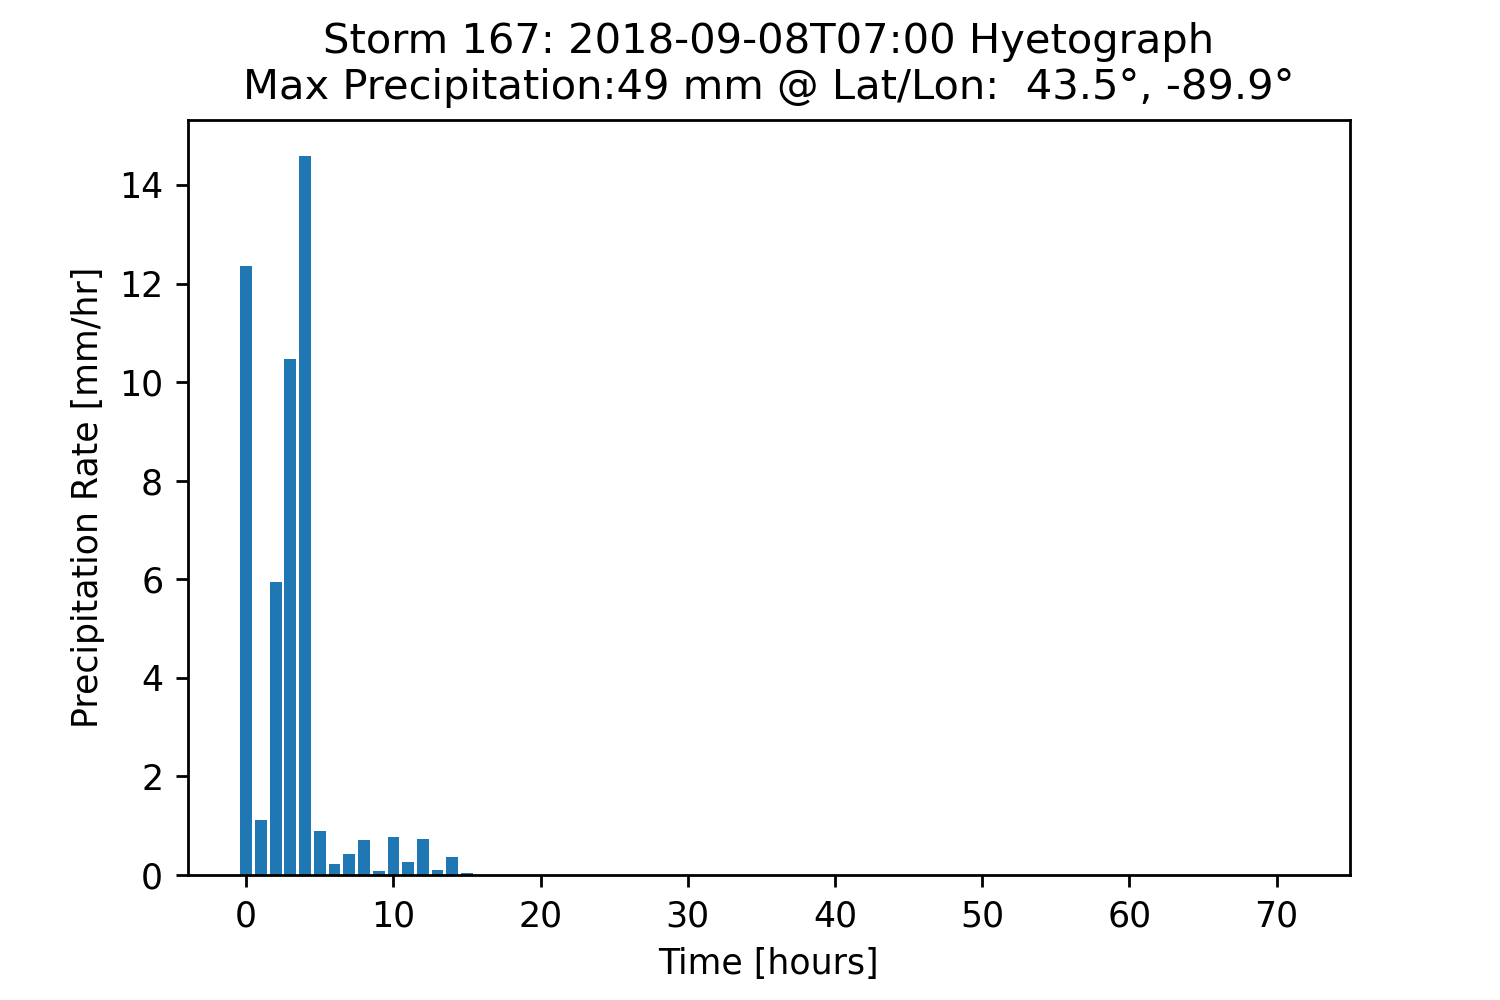 Storm 167: 2018-09-08T07:00 Hyetograph
Max Precipitation:49 mm @ Lat/Lon:  43.5°, -89.9°
Precipitation Rate [mm/hr]
14
12
10
8
6
4
2
0
0 10 20 30 40 50 60 70
Time [hours]